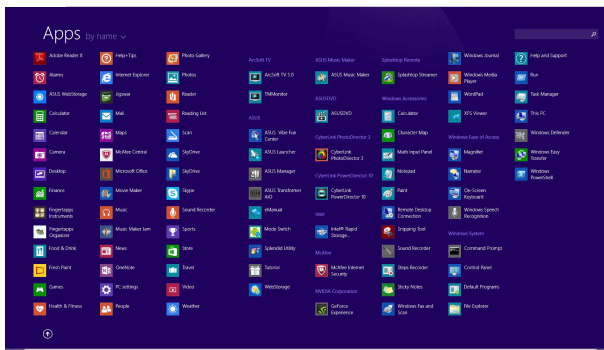 Apps by name
Adobe Reader X
Alarms
ASUS WebStorage
Calculator
Calendar
Camera
Desktop
Finance
Fingertapps
Instruments
Fingertapps
Organizer
Food & Drink
Fresh Paint
Games
Health & Fitness
Help+Tips
Internet Explorer
Jigswar
Mail
Maps
McAfee Central
Microsoft Office
Movie Maker
Music
Music Maker Jam
News
OneNote
PC settings
People
Photo Gallery
Photos
Reader
Reading List
Scan
SkyDrive
SkyDrive
Skype
Sound Recorder
Sports
Store
Travel
Video
Weather
ArcSoft TV
ArcSoft TV 5.0
TMMonitor
ASUS
ASUS Vibe Fun
Center
ASUS Launcher
ASUS Manager
ASUS Transformer
AiO
eManual
Mode Switch
Splendid Utility
Tutorial
WebStorage
ASUS Music Maker
ASUS Music Maker
ASUSDVD
ASUSDVD
CyberLink PhotoDirector 3
CyberLink
PhotoDirector 3
CyberLink PowerDirector 10
CyberLink
PowerDirector 10
Intel
Intel® Rapid
Storage...
McAfee
McAfee Internet
Security
NVIDIA Corporation
GeForce
Experience
Splashtop Remote
Splashtop Streamer
Windows Accessories
Calculator
Character Map
Math Input Panel
Notepad
Paint
Remote Desktop
Connection
Snipping Tool
Sound Recorder
Steps Recorder
Sticky Notes
Windows Fax and
Scan
Windows Journal
Windows Media
Player
WordPad
XPS Viewer
Windows Ease of Access
Magnifier
Narrator
On-Screen
Keyboard
Windows Speech
Recognition
Windows System
Command Prompt
Control Panel
Default Programs
File Explorer
Help and Support
Run
Task Manager
This PC
Windows Defender
Windows Easy
Transfer
Windows
PowerShell